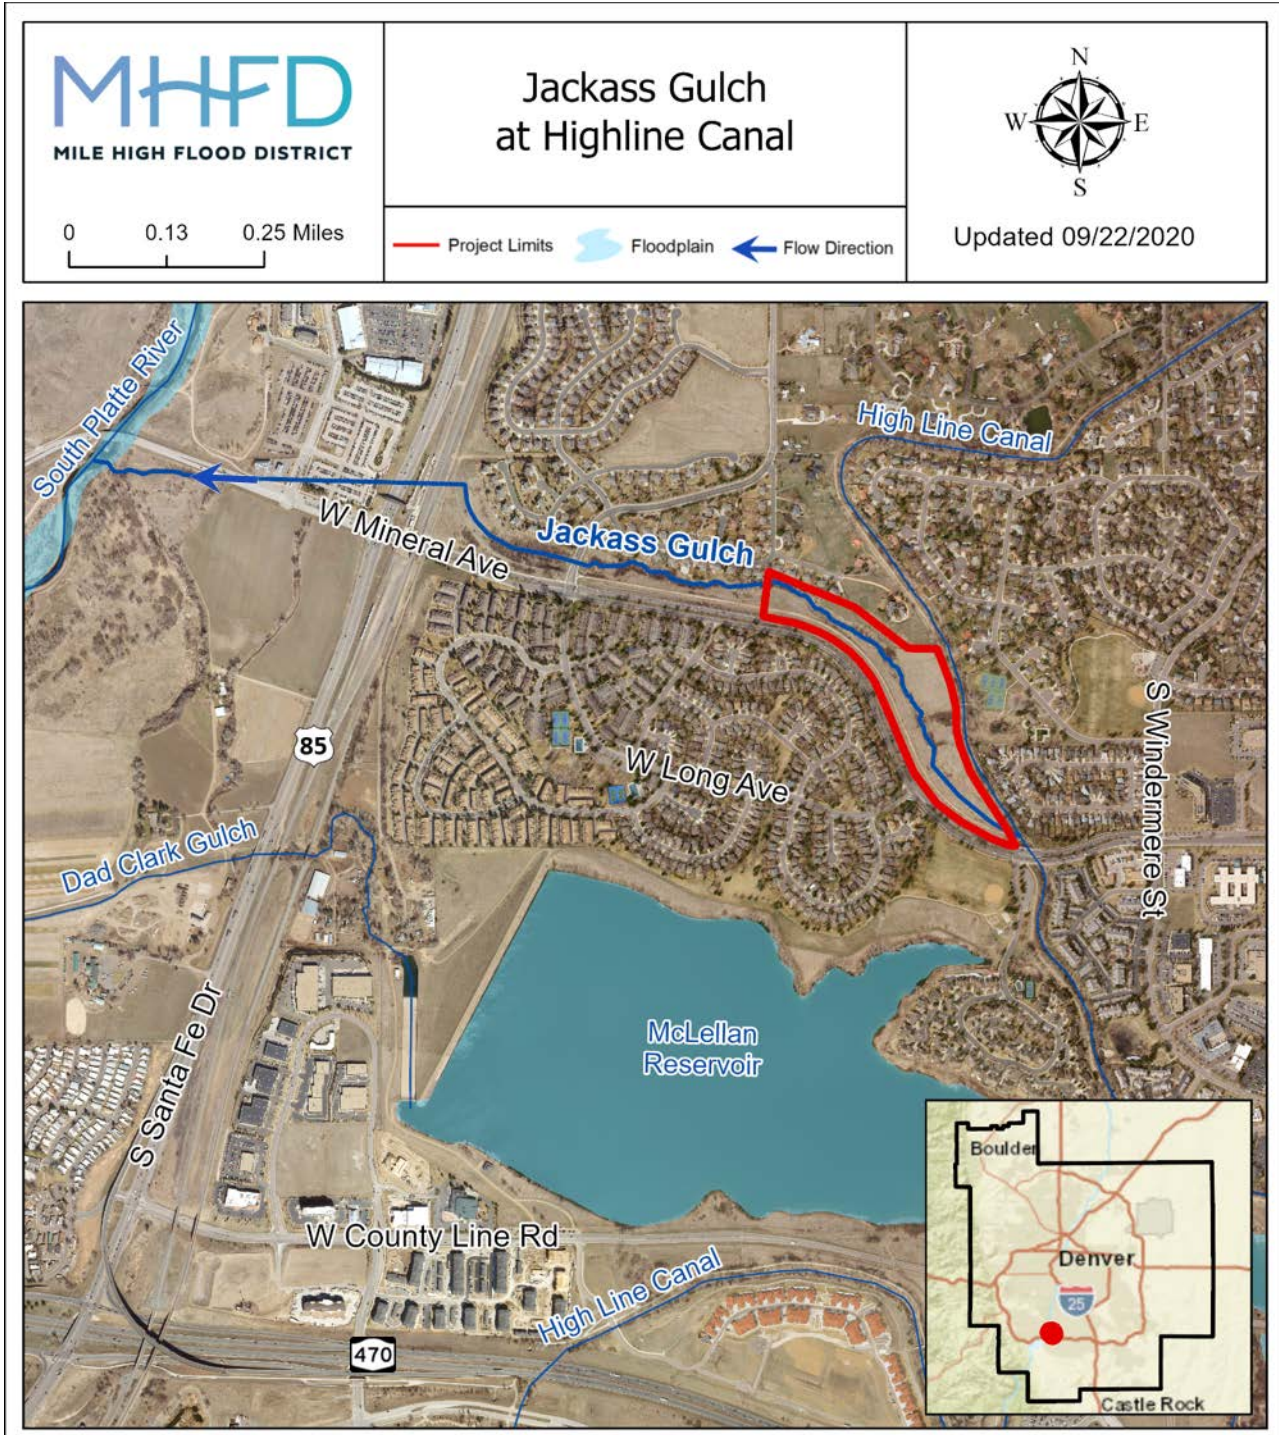 MHFD
MILE HIGH FLOOD DISTRICT
0 0.13 0.25 Miles
Jackass Gulch
at Highline Canal
Project Limits Floodplain Flow Direction
N
W E
S
Updated 09/22/2020
South Platte River
High Line Canal
W Mineral Ave
Jackass Gulch
S Windermere St
85
W Long Ave
Dad Clark Gulch
S Santa Fe Dr
McLellan
Reservoir
W County Line Rd
High Line Canal
470
Boulder
Denver
25
Castle Rock